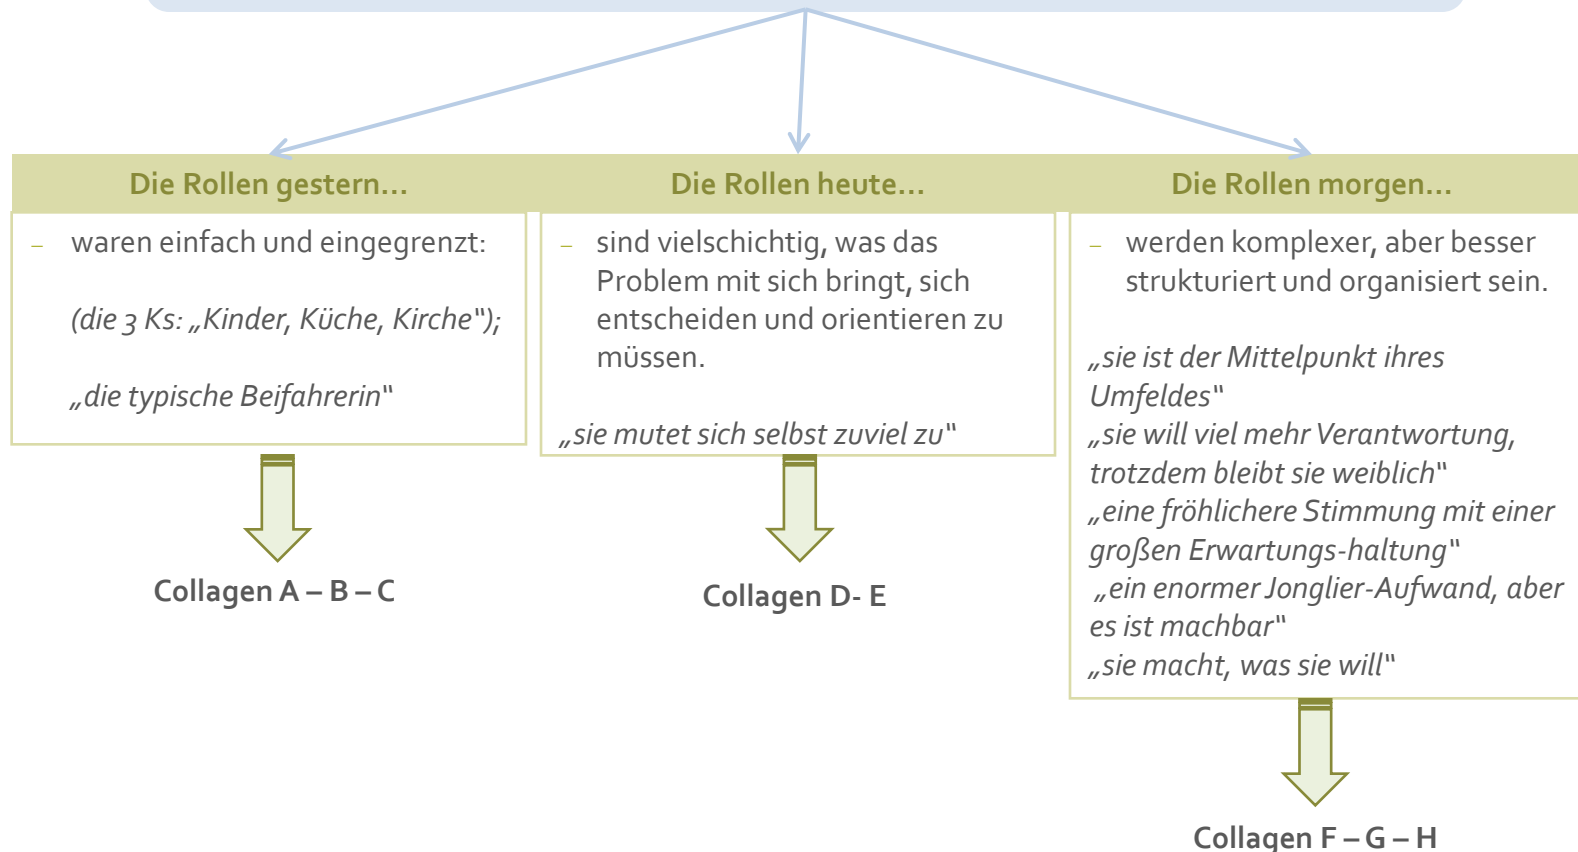 Die Rollen gestern...
– waren einfach und eingegrenzt:
(die 3 Ks: „Kinder, Küche, Kirche“);
„die typische Beifahrerin“
Collagen A – B – C
Die Rollen heute...
– sind vielschichtig, was das
Problem mit sich bringt, sich
entscheiden und orientieren zu
müssen.
„sie mutet sich selbst zuviel zu“
Collagen D- E
Die Rollen morgen...
– werden komplexer, aber besser
strukturiert und organisiert sein.
„sie ist der Mittelpunkt ihres
Umfeldes“
„sie will viel mehr Verantwortung,
trotzdem bleibt sie weiblich“
„eine fröhlichere Stimmung mit einer
großen Erwartungs-haltung“
„ein enormer Jonglier-Aufwand, aber
es ist machbar“
„sie macht, was sie will“
Collagen F – G – H